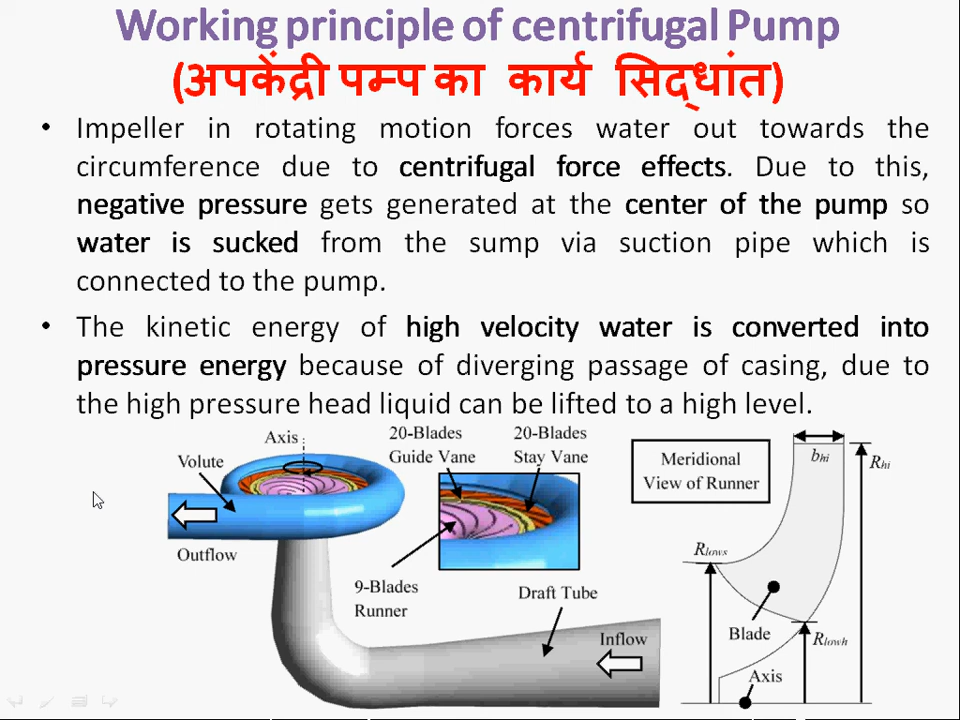 Working principle of centrifugal Pump
(अपकेंद्री पम्प का कार्य सिद्धांत)
• Impeller in rotating motion forces water out towards the
circumference due to centrifugal force effects. Due to this,
negative pressure gets generated at the center of the pump so
water is sucked from the sump via suction pipe which is
connected to the pump.
• The kinetic energy of high velocity water is converted into
pressure energy because of diverging passage of casing, due to
the high pressure head liquid can be lifted to a high level.
Axis
Volute
Outflow
20-Blades
Guide Vane
20-Blades
Stay Vane
9-Blades
Runner
Draft Tube
Inflow
Meridional
View of Runner
bhi
Rhi
Rlows
Blade
Rlowh
Axis